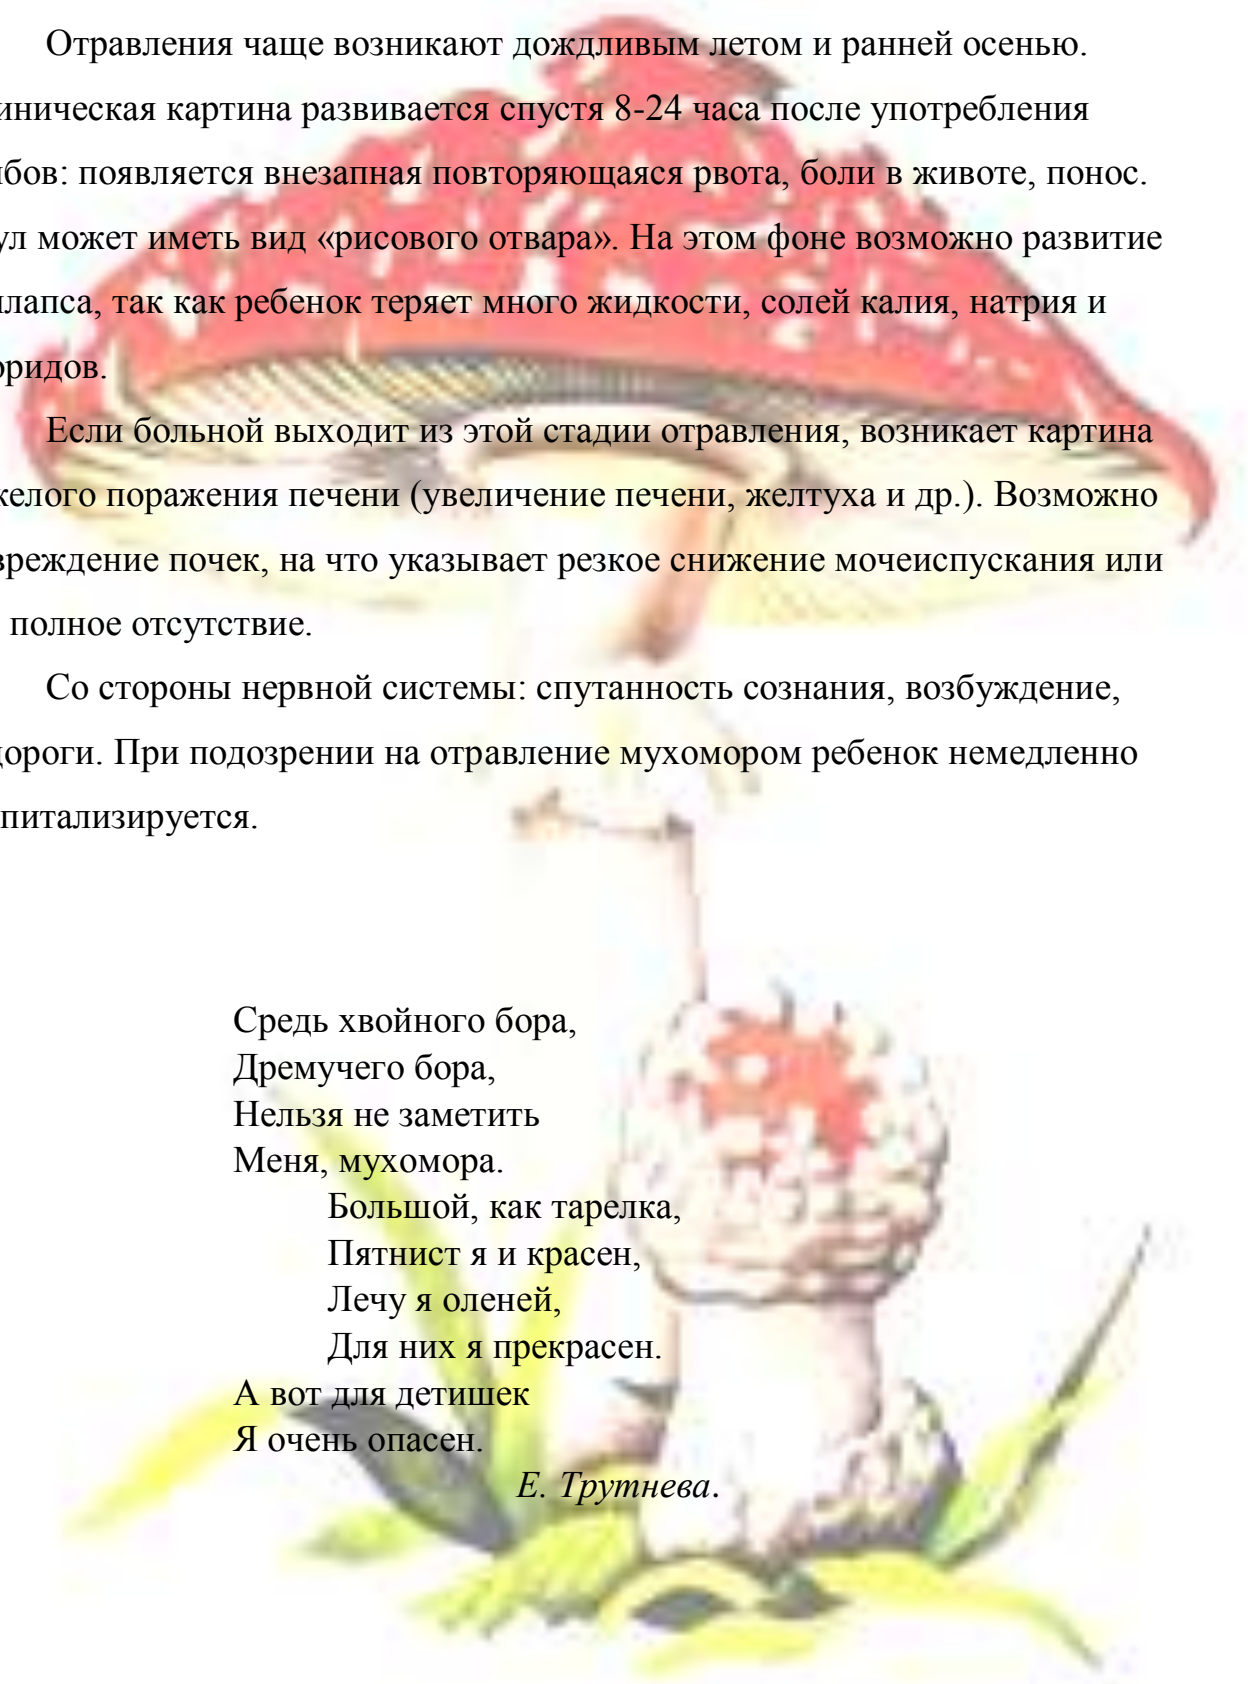 Отравления чаще возникают дождливым летом и ранней осенью.
иническая картина развивается спустя 8-24 часа после употребления
ибов: появляется внезапная повторяющаяся рвота, боли в животе, понос.
ул может иметь вид «рисового отвара». На этом фоне возможно развитие
ллапса, так как ребенок теряет много жидкости, солей калия, натрия и
оридов.
Если больной выходит из этой стадии отравления, возникает картина
желого поражения печени (увеличение печени, желтуха и др.). Возможно
вреждение почек, на что указывает резкое снижение мочеиспускания или
полное отсутствие.
Со стороны нервной системы: спутанность сознания, возбуждение,
дороги. При подозрении на отравление мухомором ребенок немедленно
питализируется.
Средь хвойного бора,
Дремучего бора,
Нельзя не заметить
Меня, мухомора.
Большой, как тарелка,
Пятнист я и красен,
Лечу я оленей,
Для них я прекрасен.
А вот для детишек
Я очень опасен.
Е. Трутнева.